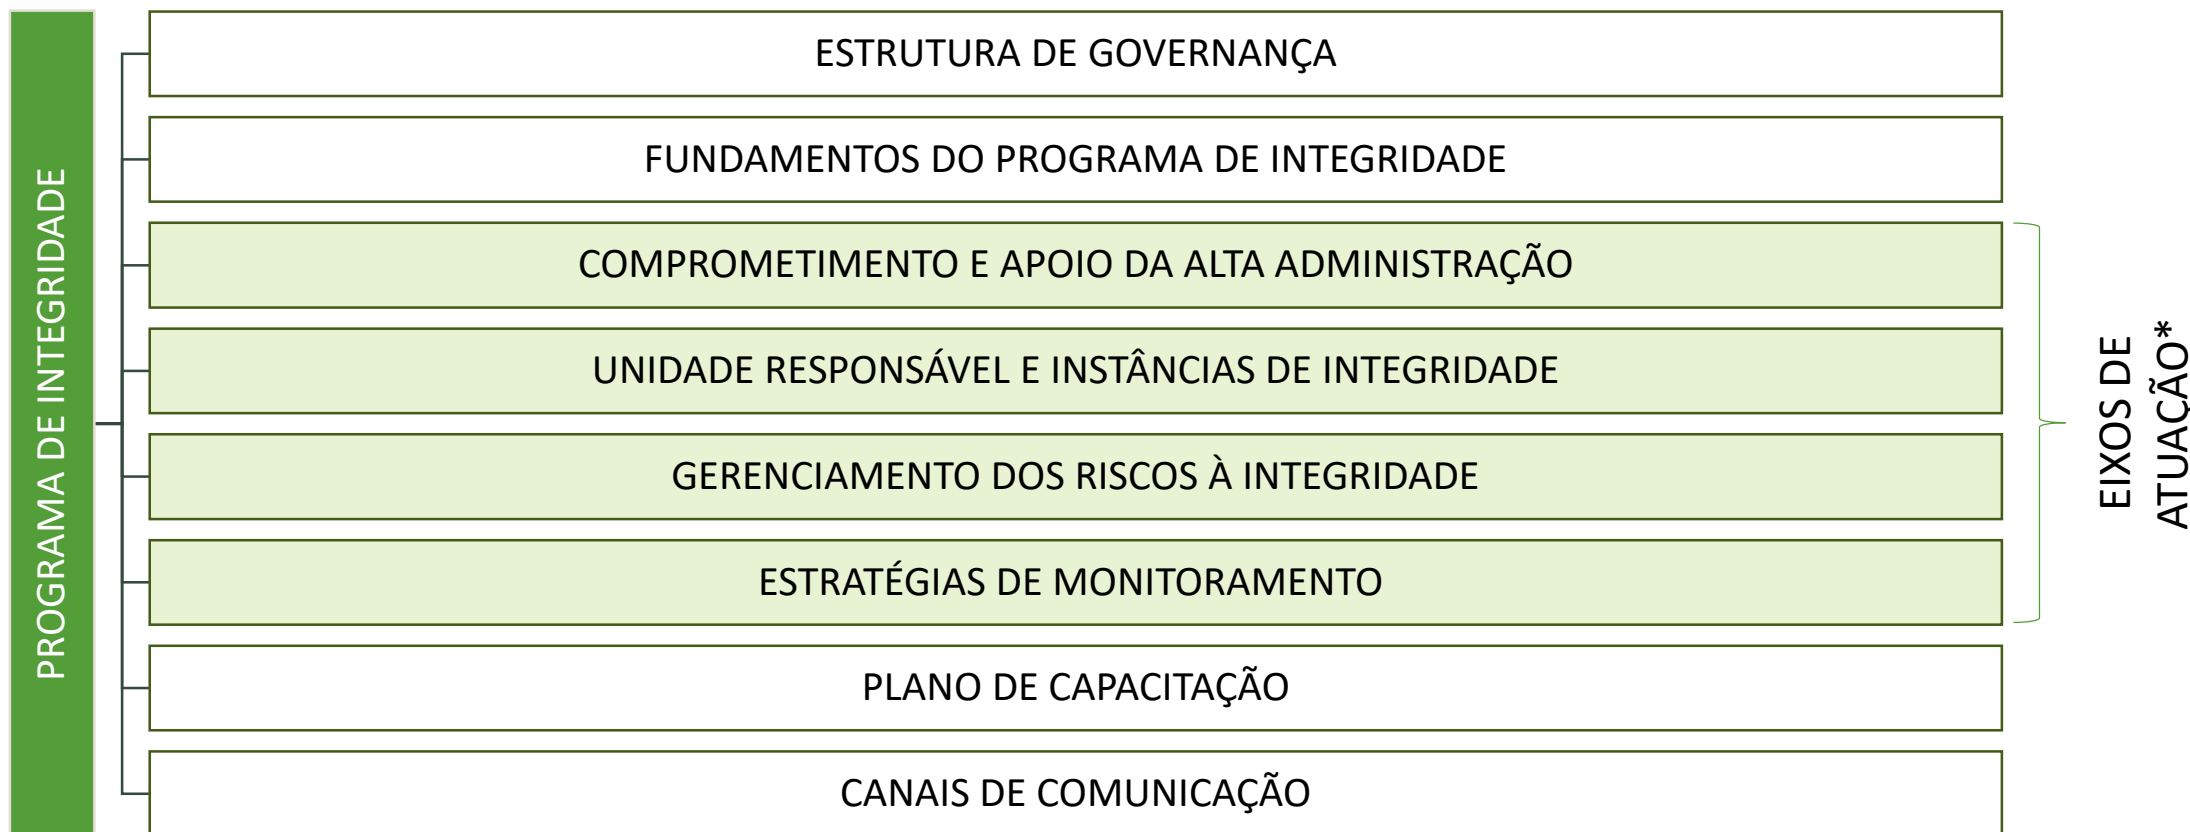 PROGRAMA DE INTEGRIDADE
ESTRUTURA DE GOVERNANÇA
FUNDAMENTOS DO PROGRAMA DE INTEGRIDADE
COMPROMETIMENTO E APOIO DA ALTA ADMINISTRAÇÃO
UNIDADE RESPONSÁVEL E INSTÂNCIAS DE INTEGRIDADE
GERENCIAMENTO DOS RISCOS À INTEGRIDADE
ESTRATÉGIAS DE MONITORAMENTO
PLANO DE CAPACITAÇÃO
CANAIS DE COMUNICAÇÃO
EIXOS DE
ATUAÇÃO*